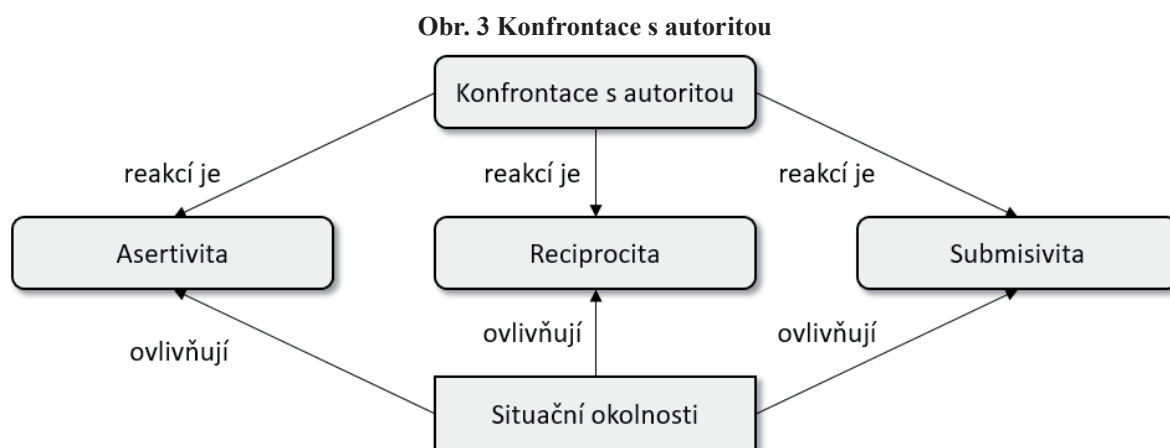 Obr. 3 Konfrontace s autoritou
Konfrontace s autoritou
reakcí je
reakcí je
reakcí je
Asertivita
Reciprocita
Submisivita
ovlivňují
ovlivňují
ovlivňují
Situační okolnosti